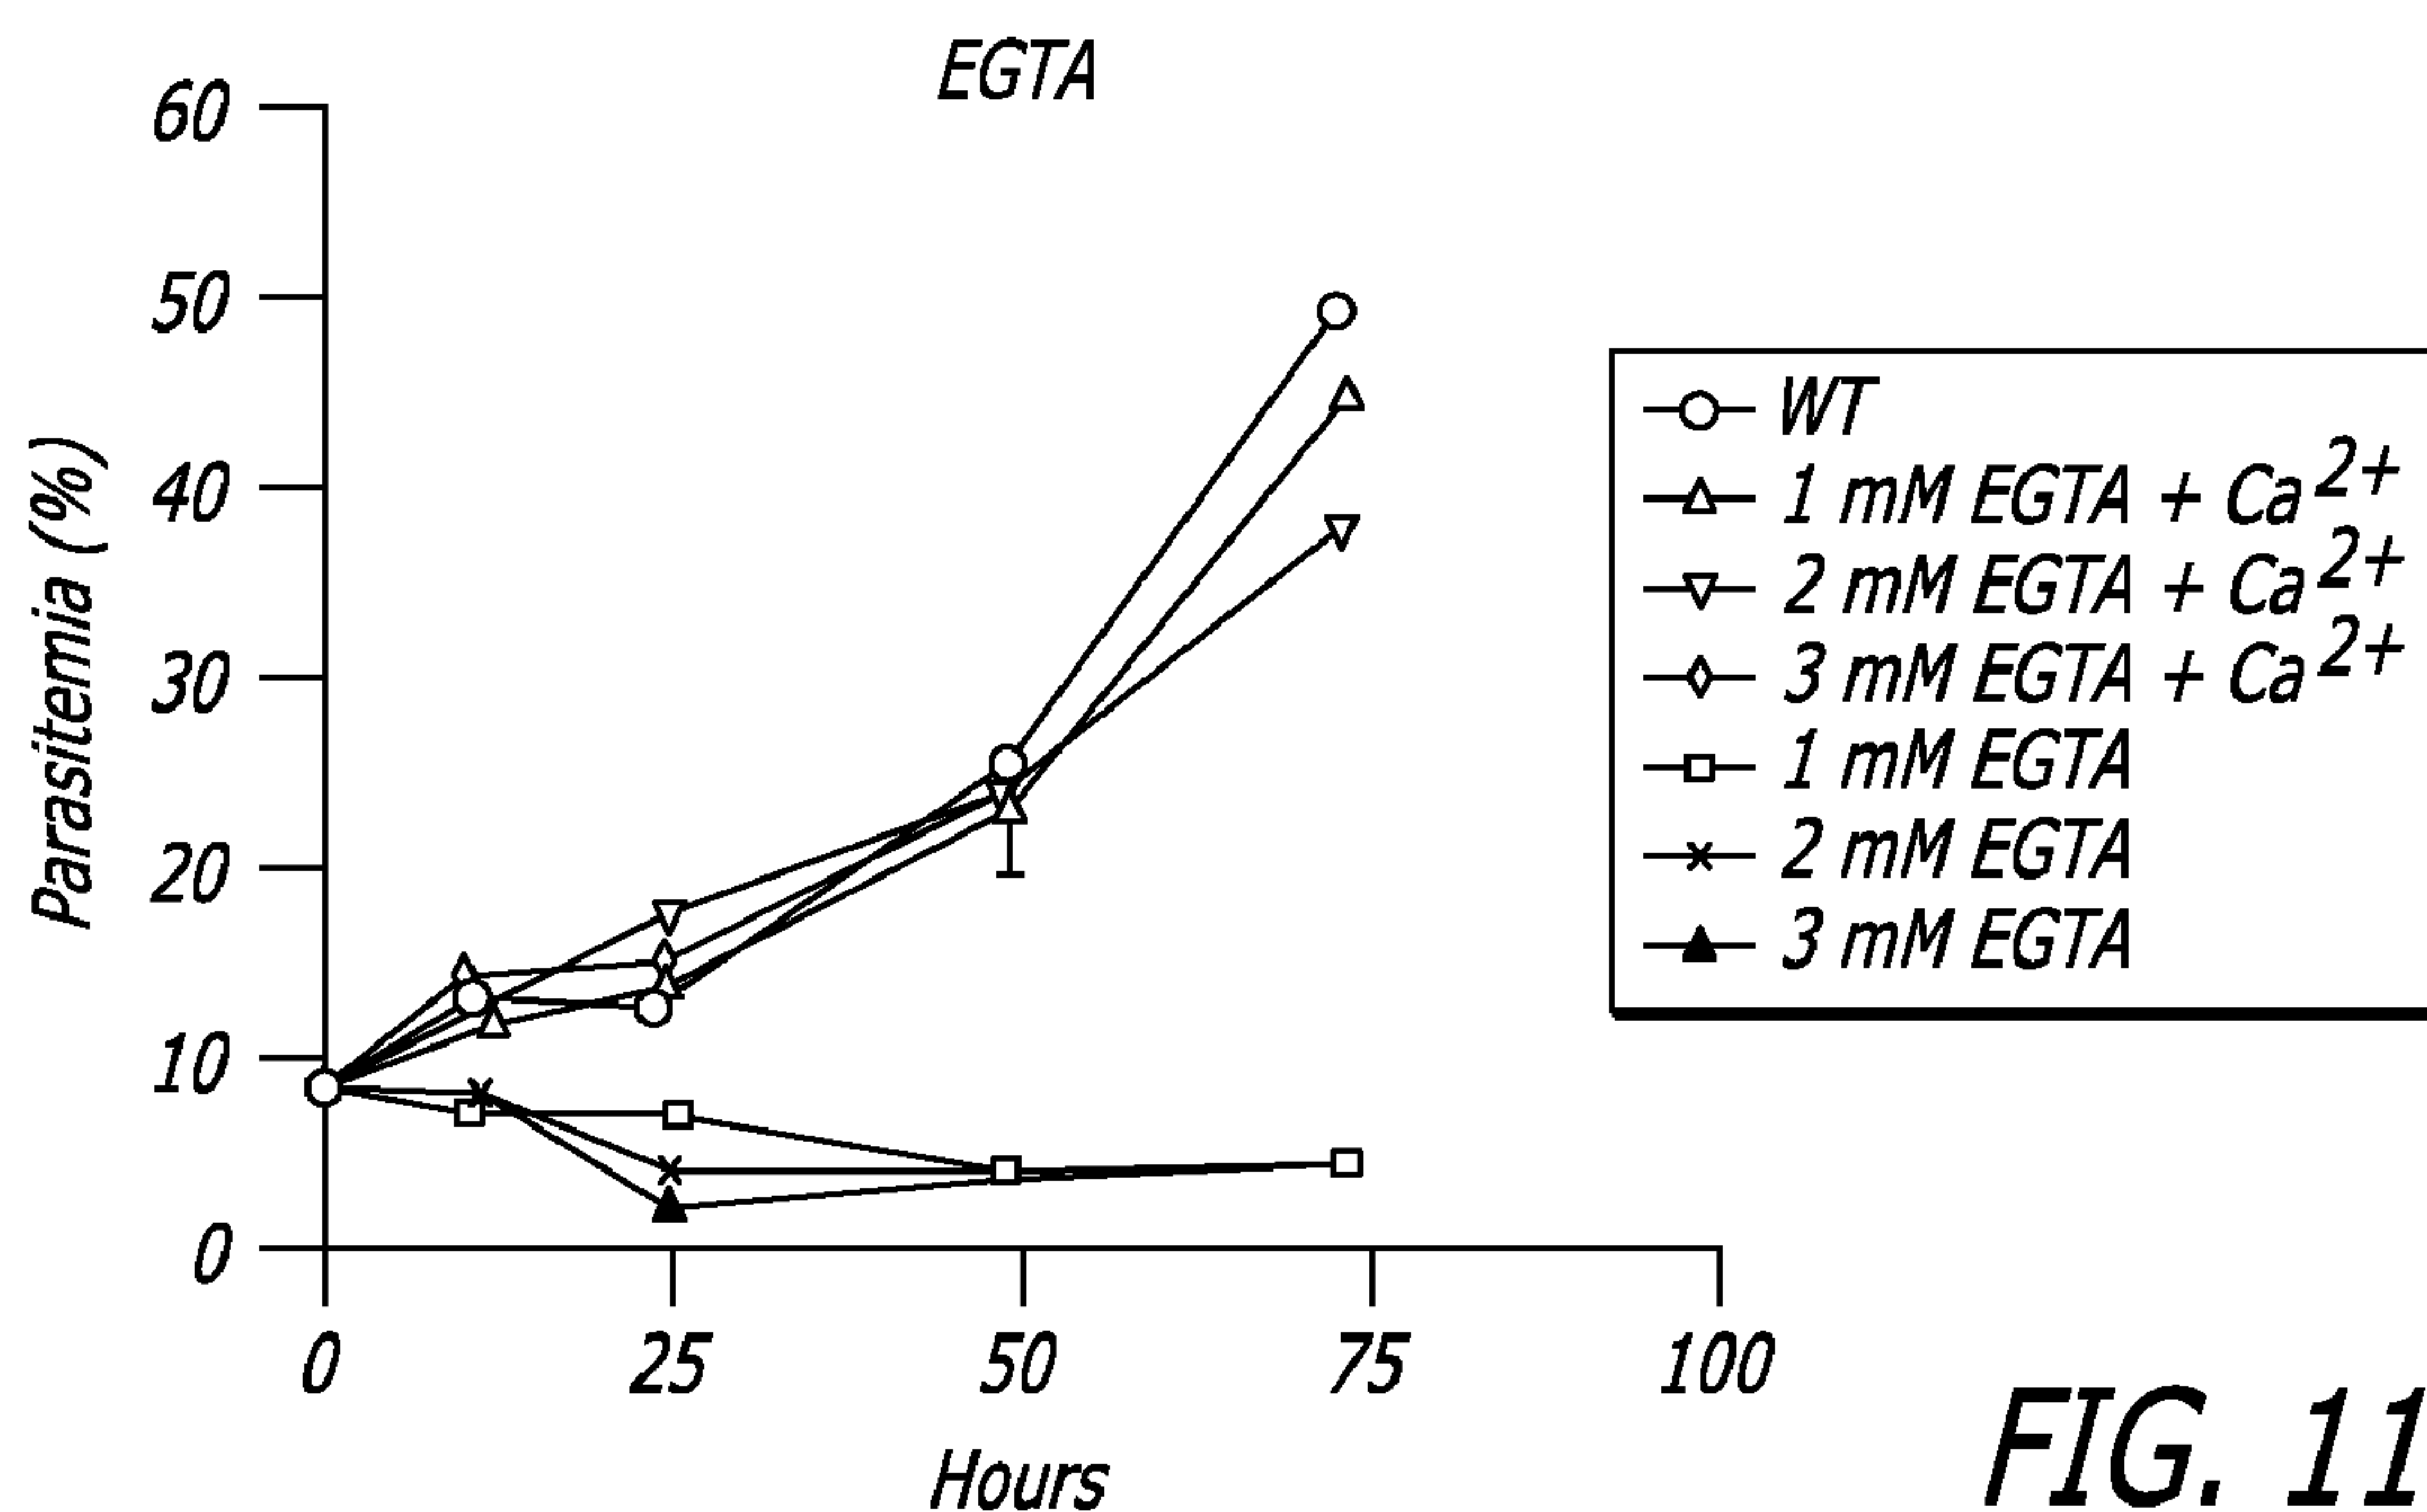 EGTA
60
50
40
30
20
10
0
Parasitemia (%)
0 25 50 75 100
Hours
WT
1 mM EGTA + Ca2+
2 mM EGTA + Ca2+
3 mM EGTA + Ca2+
1 mM EGTA
2 mM EGTA
3 mM EGTA
FIG. 11